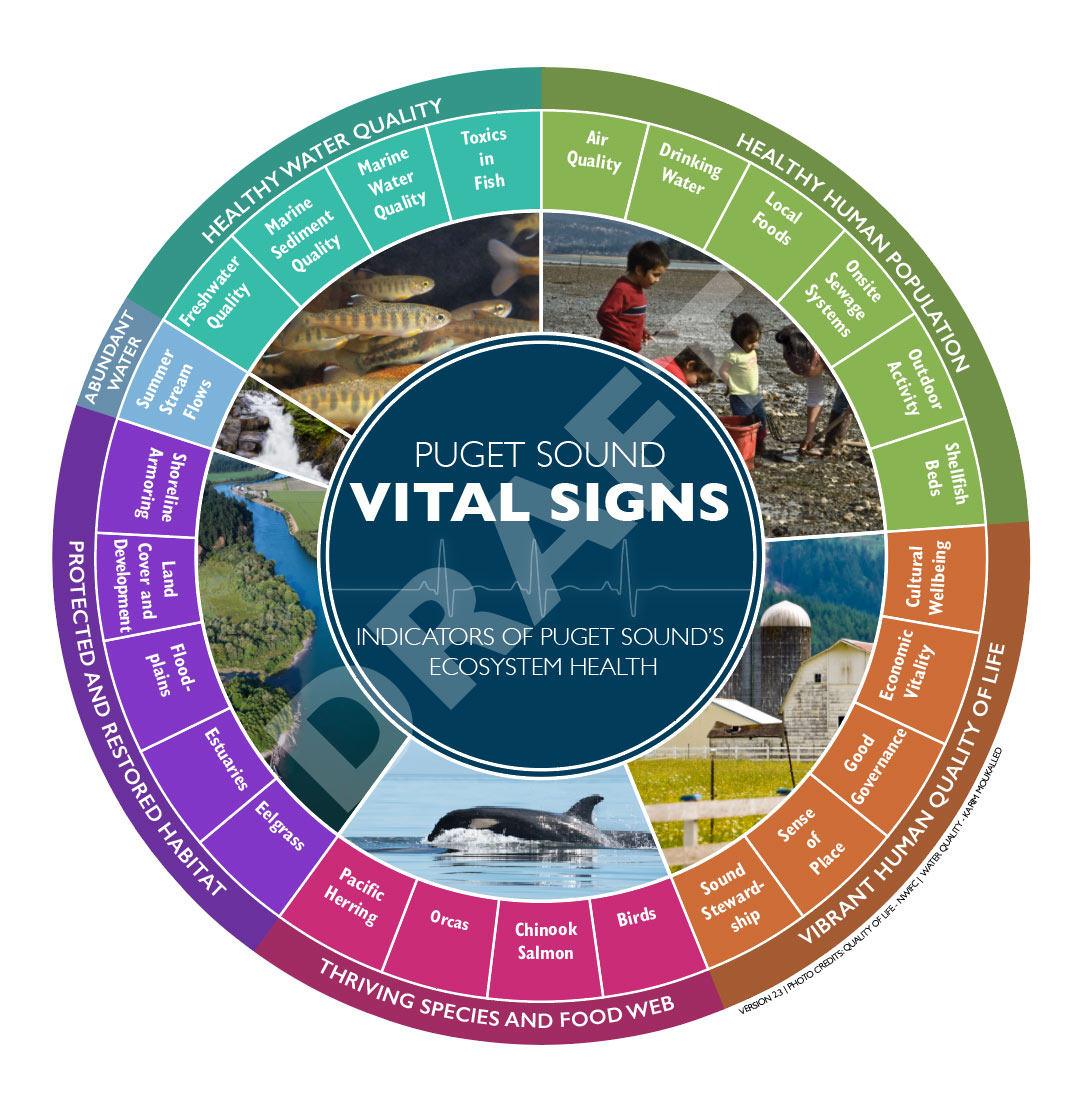 PUGET SOUND
VITAL SIGNS
INDICATORS OF PUGET SOUND'S
ECOSYSTEM HEALTH
DRAFT
HEALTHY HUMAN POPULATION
Air
Quality
Drinking
Water
Local
Foods
Onsite
Sewage
Systems
Outdoor
Activity
Shellfish
Beds
VIBRANT HUMAN QUALITY OF LIFE
Cultural
Wellbeing
Economic
Vitality
Good
Governance
Sense
of
Place
Sound
Steward-
ship
THRIVING SPECIES AND FOOD WEB
Birds
Chinook
Salmon
Orcas
Pacific
Herring
PROTECTED AND RESTORED HABITAT
Eelgrass
Estuaries
Flood-
plains
Land
Cover and
Development
Shoreline
Armoring
ABUNDANT
WATER
Summer
Stream
Flows
HEALTHY WATER QUALITY
Freshwater
Quality
Marine
Sediment
Quality
Marine
Water
Quality
Toxics
in
Fish
VERSION 2.3 | PHOTO CREDITS: QUALITY OF LIFE - NWIFC | WATER QUALITY - KARIM MOUKALLED